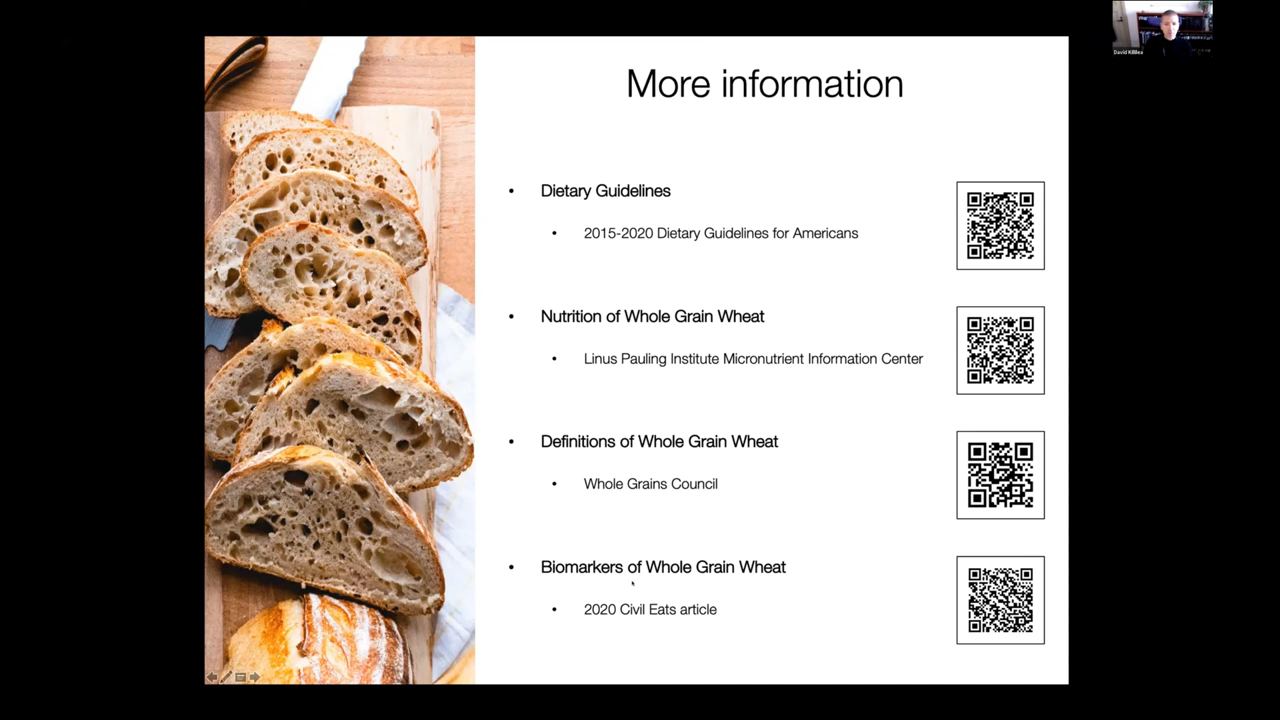 David Killilea
More information
• Dietary Guidelines
• 2015-2020 Dietary Guidelines for Americans
• Nutrition of Whole Grain Wheat
• Linus Pauling Institute Micronutrient Information Center
• Definitions of Whole Grain Wheat
• Whole Grains Council
• Biomarkers of Whole Grain Wheat
• 2020 Civil Eats article